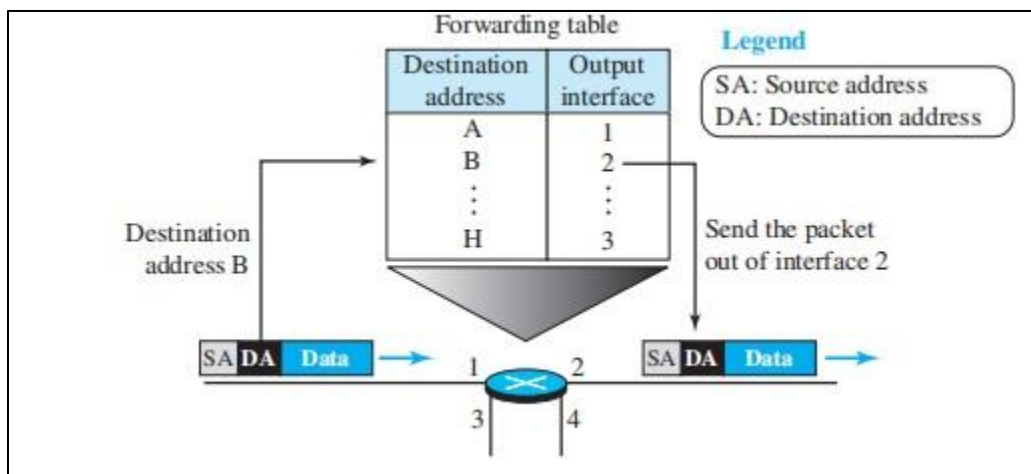 Forwarding table
Legend
SA: Source address
DA: Destination address
Destination address
Output interface
A 1
B 2
H 3
Destination
address B
Send the packet
out of interface 2
SA DA Data
SA DA Data
1 2
3 4